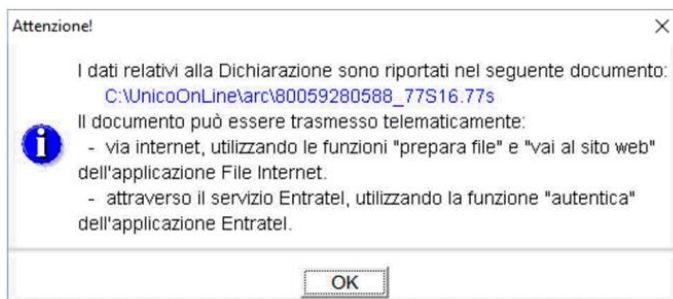 Attenzione!
I dati relativi alla Dichiarazione sono riportati nel seguente documento:
C:\UnicoOnLine\arc\80059280588_77S16.77s
Il documento può essere trasmesso telematicamente:
- via internet, utilizzando le funzioni "prepara file" e "vai al sito web"
dell'applicazione File Internet.
- attraverso il servizio Entratel, utilizzando la funzione "autentica"
dell'applicazione Entratel.
OK